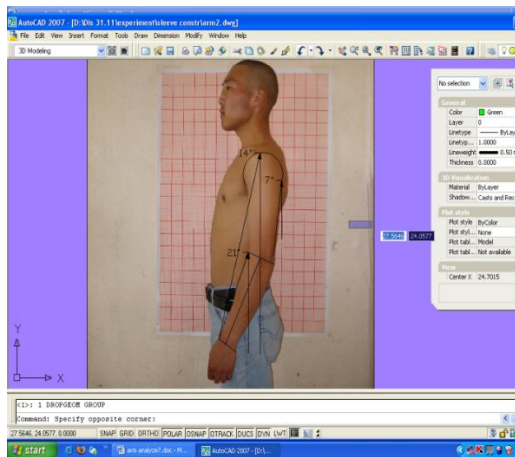 AutoCAD 2007 - [D:\Dis 31.11\experiment\sleeve constr\arm2.dwg]
File Edit View Insert Format Tools Draw Dimension Modify Window Help
3D Modeling
No selection
General
Color Green
Layer 0
Linetype ByLay
Linetyp... 1.0000
Lineweight 0.50
Thickness 0.0000
3D Visualization
Material ByLayer
Shadow... Casts and Rec
Plot style
Plot style ByColor
Plot styl... None
Plot tabl... Model
Plot tabl... Not available
View
Center X 24.7015
14°
7°
21°
27.5646 24.0577
Y
X
<1>: 1 DROPGEOM GROUP
Command: Specify opposite corner:
27.5646, 24.0577, 0.0000 SNAP GRID ORTHO POLAR OSNAP OTRACK DUCS DYN LWT
start arm analyze7.doc - M... AutoCAD 2007 - [D:\...